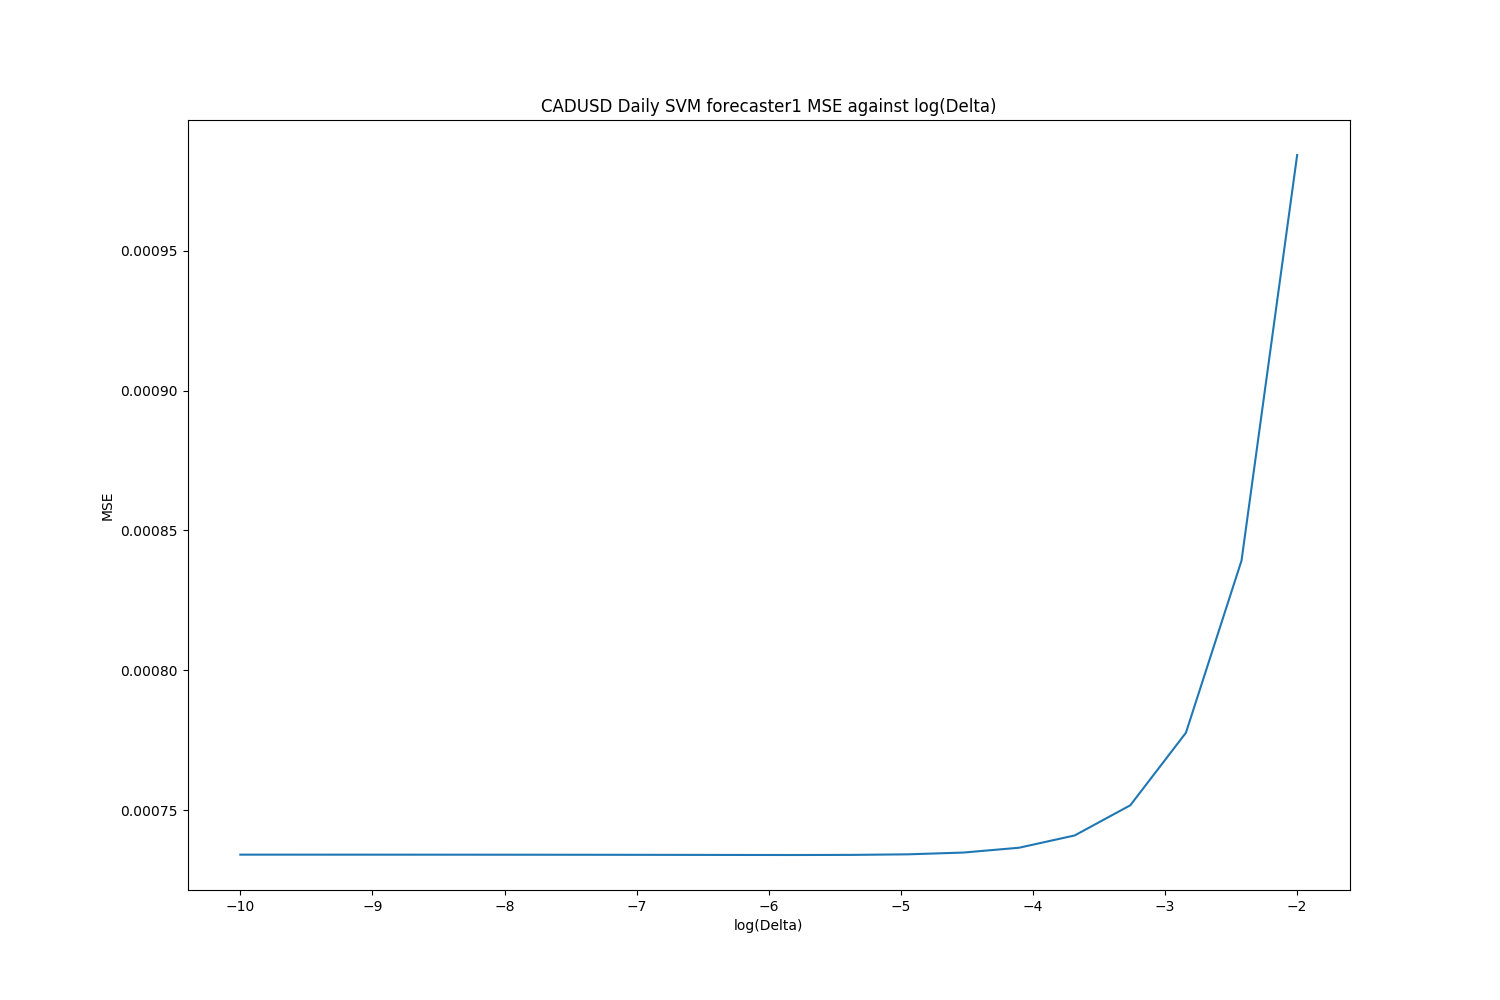 CADUSD Daily SVM forecaster1 MSE against log(Delta)
0.00095
0.00090
0.00085
0.00080
0.00075
MSE
−10 −9 −8 −7 −6 −5 −4 −3 −2
log(Delta)